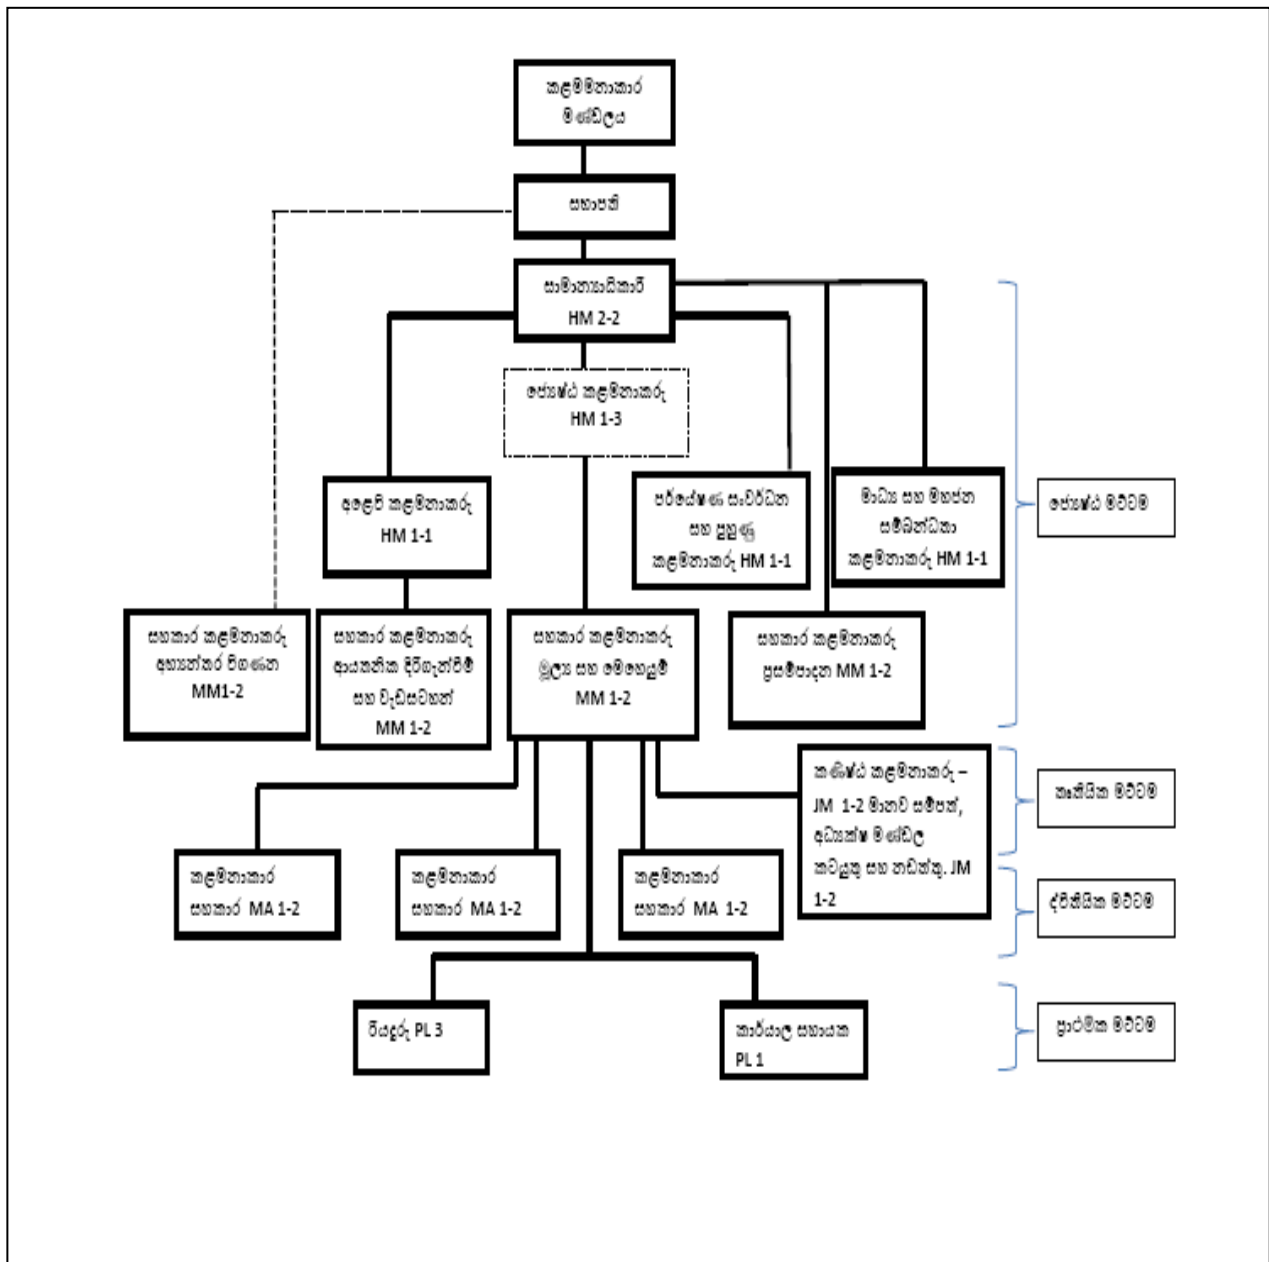 කළමමනාකාර
මණ්ඩලය
සභාපති
සාමාන්‍යාධිකාරී
HM 2-2
ජ්‍යෙෂ්ඨ කළමනාකරු
HM 1-3
අළෙවි කළමනාකරු
HM 1-1
පර්යේෂණ සංවර්ධන
සහ පුහුණු
කළමනාකරු HM 1-1
මාධ්‍ය සහ මහජන
සම්බන්ධතා
කළමනාකරු HM 1-1
ජ්‍යෙෂ්ඨ මට්ටම
සහකාර කළමනාකරු
අභ්‍යන්තර විගණන
MM1-2
සහකාර කළමනාකරු
ආයතනික දිරිගැන්වීම්
සහ වැඩසටහන්
MM 1-2
සහකාර කළමනාකරු
මූල්‍ය සහ මෙහෙයුම්
MM 1-2
සහකාර කළමනාකරු
ප්‍රසම්පාදන MM 1-2
කණිෂ්ඨ කළමනාකරු –
JM 1-2 මානව සම්පත්,
අධ්‍යක්ෂ මණ්ඩල
කටයුතු සහ නඩත්තු. JM
1-2
තෘතියික මට්ටම
කළමනාකාර
සහකාර MA 1-2
කළමනාකාර
සහකාර MA 1-2
කළමනාකාර
සහකාර MA 1-2
ද්විතියික මට්ටම
රියදුරු PL 3
කාර්යාල සහායක
PL 1
ප්‍රාථමික මට්ටම